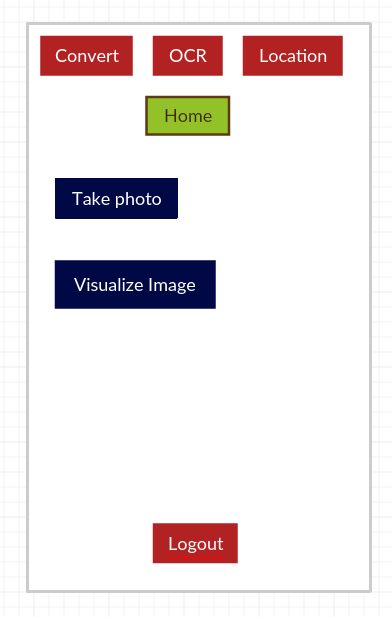 Convert OCR Location
Home
Take photo
Visualize Image
Logout